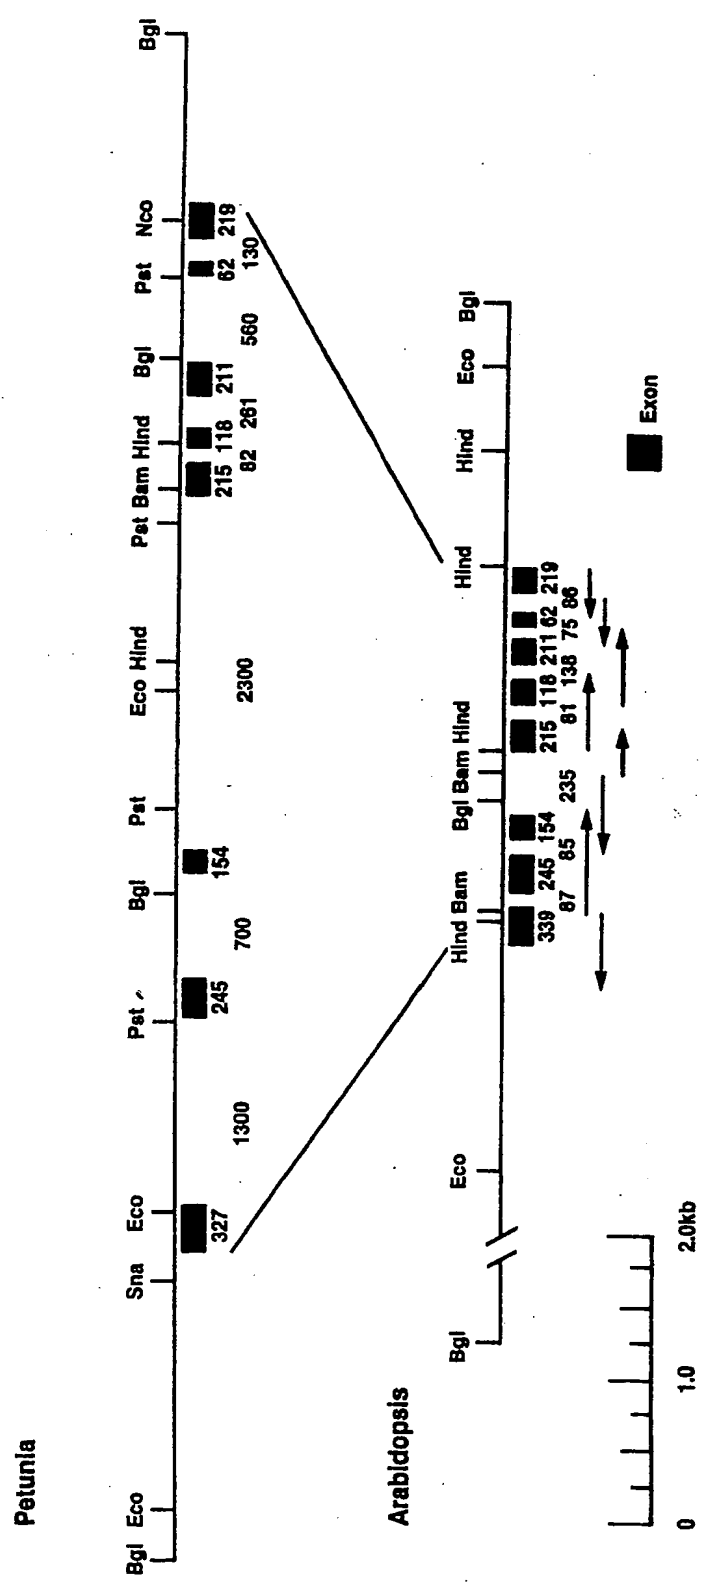 Petunia
Bgl Eco Sna Eco Pst Bgl Pst Eco Hind Pst Bam Hind Bgl Pst Nco Bgl
327 245 154 215 118 211 62 219
1300 700 2300 82 261 560 130
Arabidopsis
Bgl Eco Hind Bam Bgl Bam Hind Hind Hind Eco Bgl
339 245 154 215 118 211 62 219
87 85 235 81 138 75 86
Exon
0 1.0 2.0kb